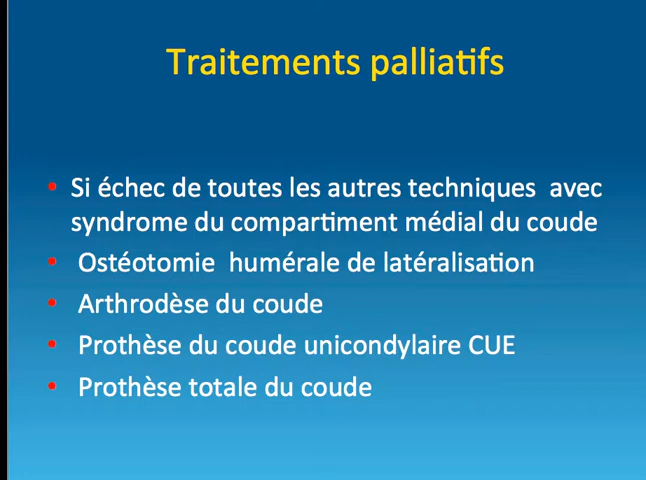 Traitements palliatifs
• Si échec de toutes les autres techniques avec
syndrome du compartiment médial du coude
• Ostéotomie humérale de latéralisation
• Arthrodèse du coude
• Prothèse du coude unicondylaire CUE
• Prothèse totale du coude